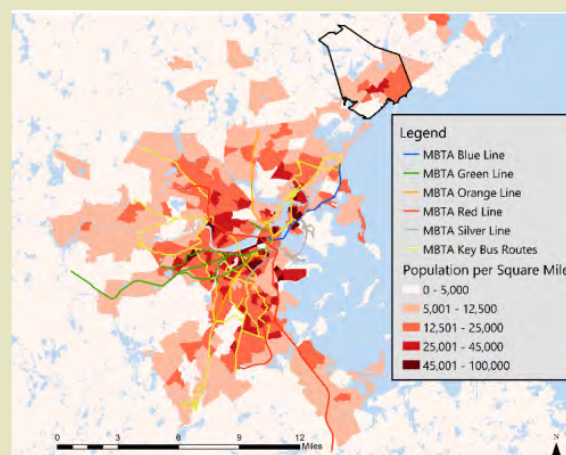 Legend
MBTA Blue Line
MBTA Green Line
MBTA Orange Line
MBTA Red Line
MBTA Silver Line
MBTA Key Bus Routes
Population per Square Mile
0 - 5,000
5,001 - 12,500
12,501 - 25,000
25,001 - 45,000
45,001 - 100,000
0 3 6 9 12
Miles
N